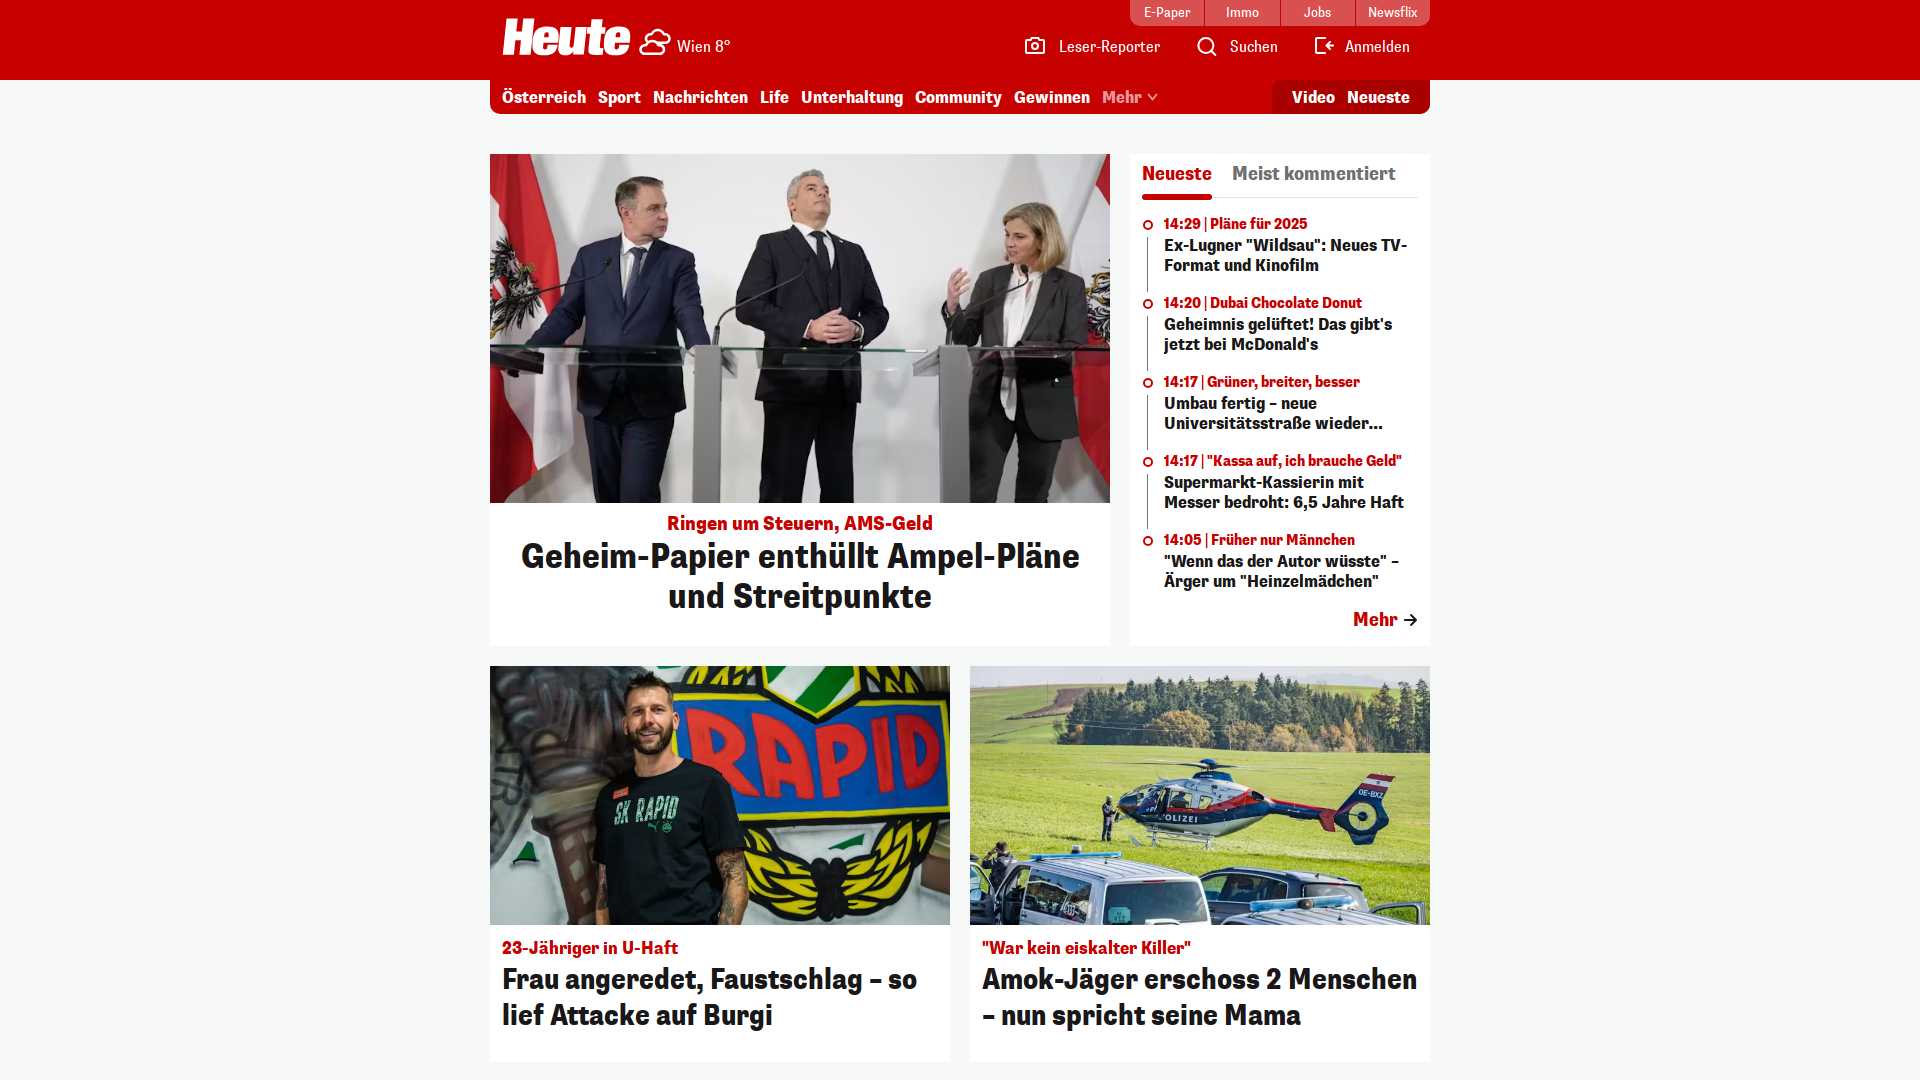 E-Paper
Immo
Jobs
Newsflix
Heute
Wien 8°
Leser-Reporter
Suchen
Anmelden
Österreich
Sport
Nachrichten
Life
Unterhaltung
Community
Gewinnen
Mehr
Video
Neueste
Ringen um Steuern, AMS-Geld
Geheim-Papier enthüllt Ampel-Pläne
und Streitpunkte
Neueste
Meist kommentiert
14:29 | Pläne für 2025
Ex-Lugner "Wildsau": Neues TV-
Format und Kinofilm
14:20 | Dubai Chocolate Donut
Geheimnis gelüftet! Das gibt's
jetzt bei McDonald's
14:17 | Grüner, breiter, besser
Umbau fertig – neue
Universitätsstraße wieder...
14:17 | "Kassa auf, ich brauche Geld"
Supermarkt-Kassierin mit
Messer bedroht: 6,5 Jahre Haft
14:05 | Früher nur Männchen
"Wenn das der Autor wüsste" –
Ärger um "Heinzelmädchen"
Mehr
RAPID
SK RAPID
23-Jähriger in U-Haft
Frau angeredet, Faustschlag – so
lief Attacke auf Burgi
OE-BXZ
POLIZEI
"War kein eiskalter Killer"
Amok-Jäger erschoss 2 Menschen
– nun spricht seine Mama